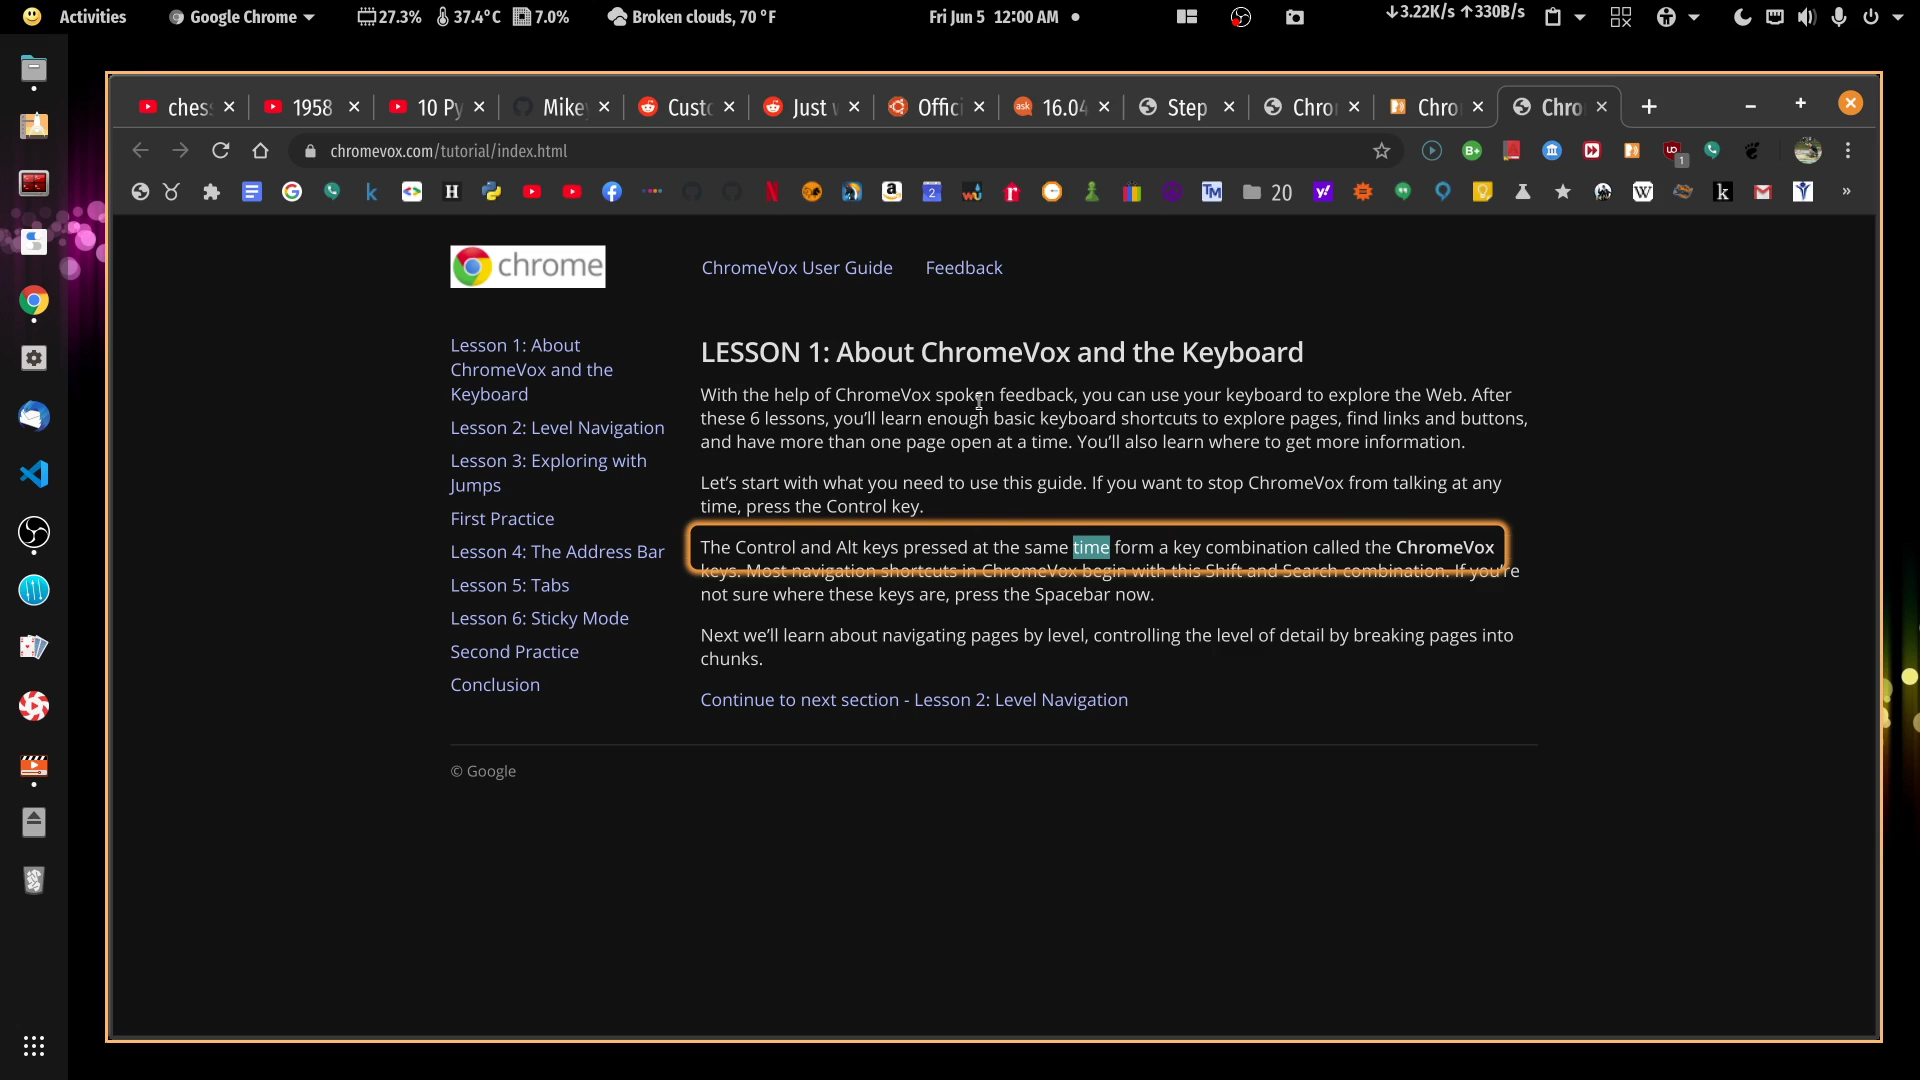 Activities Google Chrome 27.3% 37.4°C 7.0% Broken clouds, 70 °F Fri Jun 5 12:00 AM ↓3.22K/s ↑330B/s
ches 1958 10 Py Mike Custo Just Offici 16.04 Step Chro Chro Chro
chromevox.com/tutorial/index.html
20
chrome
ChromeVox User Guide Feedback
Lesson 1: About
ChromeVox and the
Keyboard
Lesson 2: Level Navigation
Lesson 3: Exploring with
Jumps
First Practice
Lesson 4: The Address Bar
Lesson 5: Tabs
Lesson 6: Sticky Mode
Second Practice
Conclusion
LESSON 1: About ChromeVox and the Keyboard
With the help of ChromeVox spoken feedback, you can use your keyboard to explore the Web. After
these 6 lessons, you’ll learn enough basic keyboard shortcuts to explore pages, find links and buttons,
and have more than one page open at a time. You’ll also learn where to get more information.
Let’s start with what you need to use this guide. If you want to stop ChromeVox from talking at any
time, press the Control key.
The Control and Alt keys pressed at the same time form a key combination called the ChromeVox
keys. Most navigation shortcuts in ChromeVox begin with this Shift and Search combination. If you’re
not sure where these keys are, press the Spacebar now.
Next we’ll learn about navigating pages by level, controlling the level of detail by breaking pages into
chunks.
Continue to next section - Lesson 2: Level Navigation
© Google